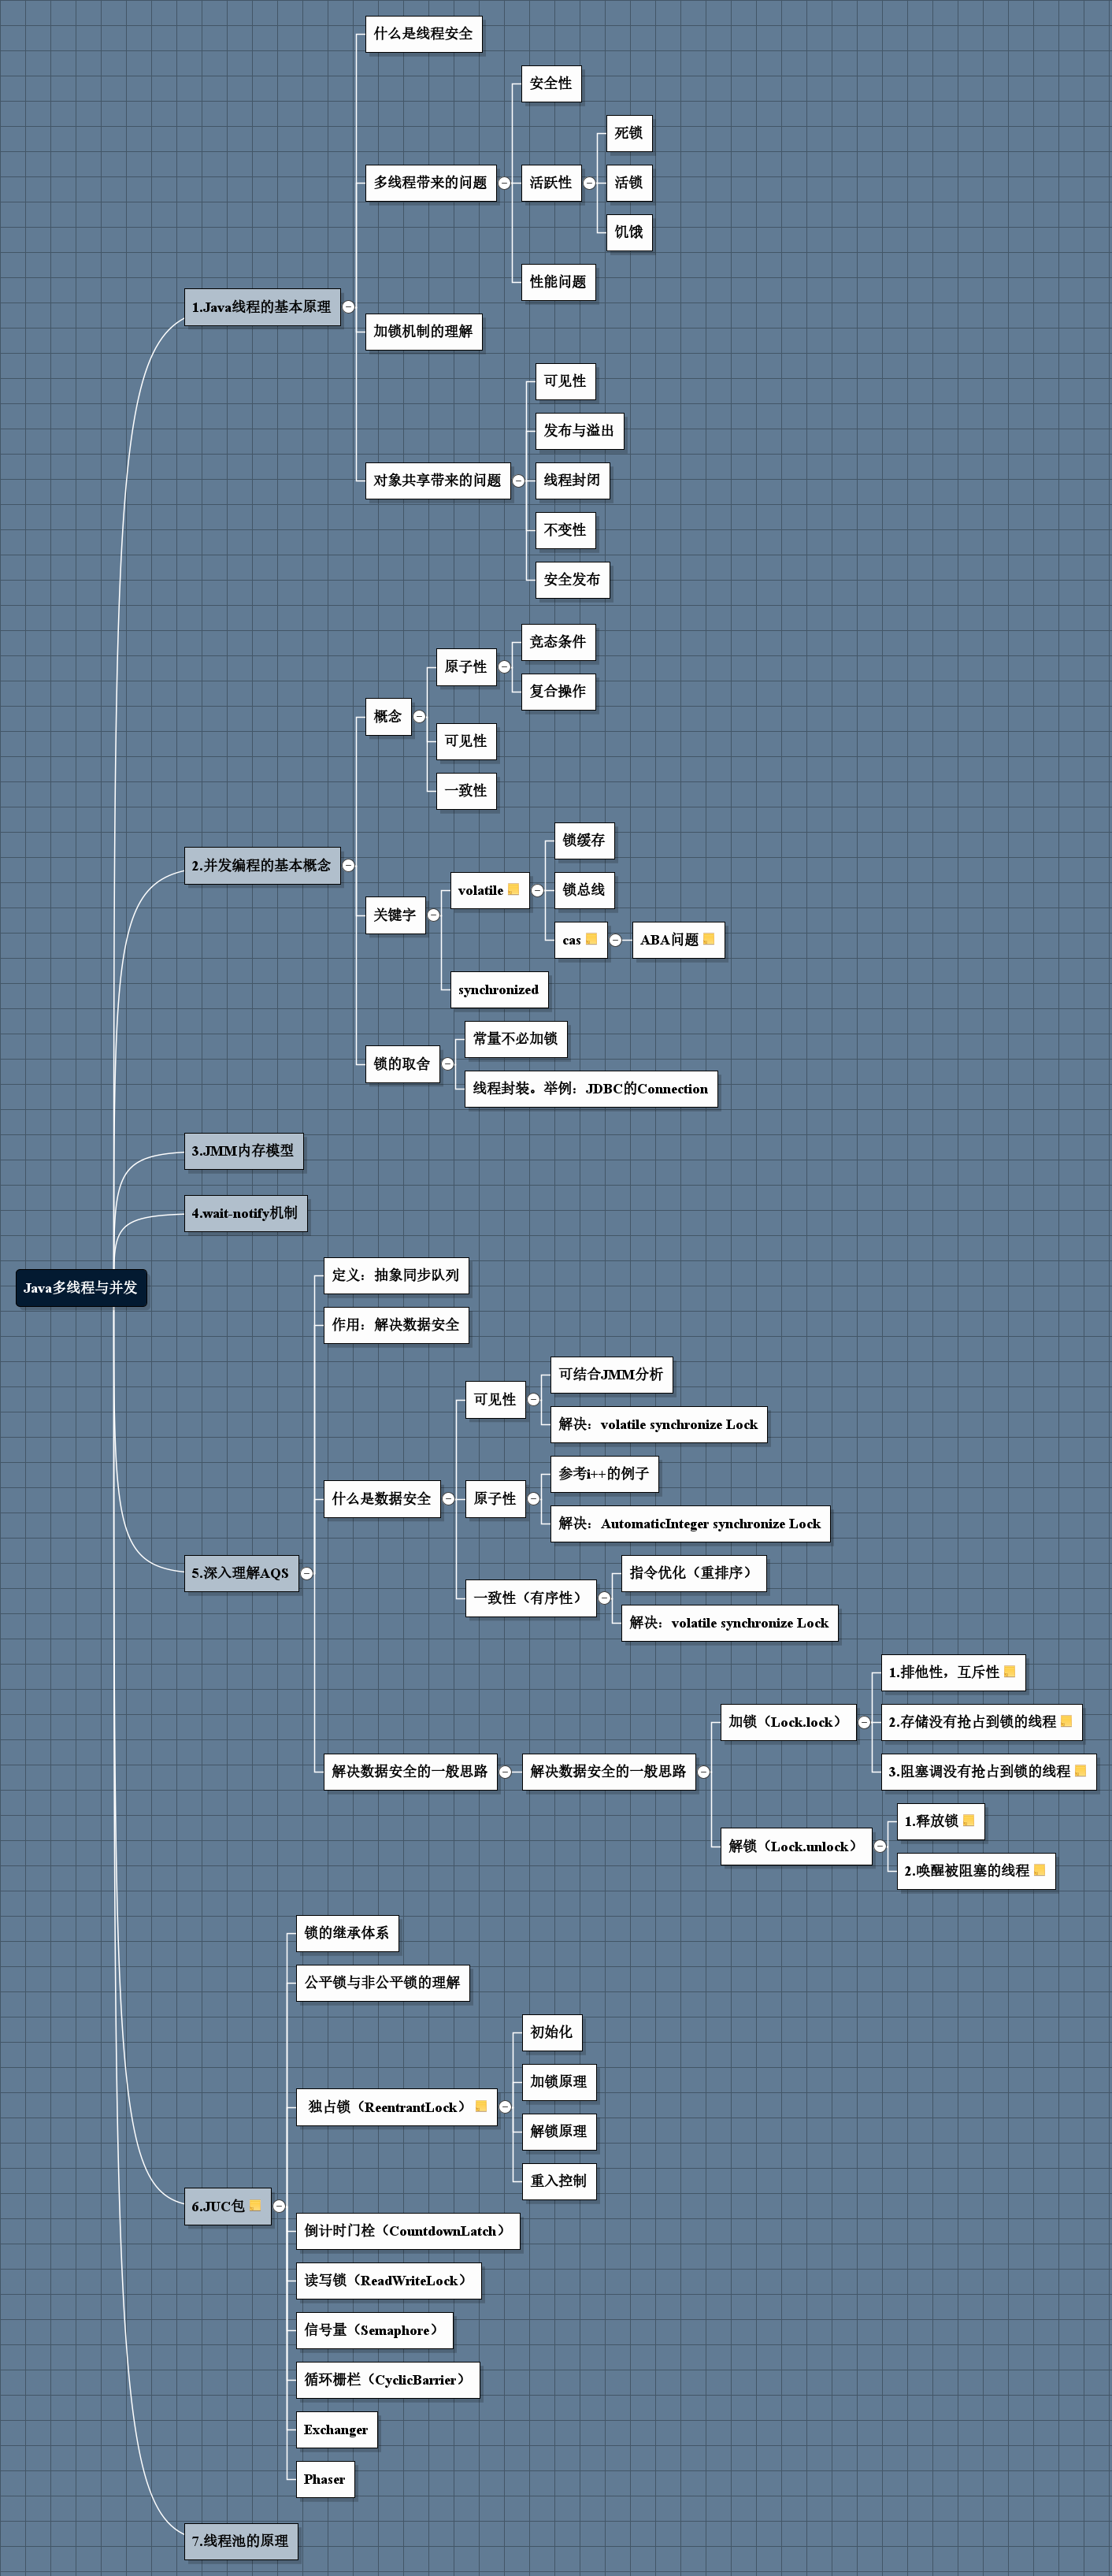 什么是线程安全
安全性
死锁
多线程带来的问题
活跃性
活锁
饥饿
性能问题
1.Java线程的基本原理
加锁机制的理解
可见性
发布与溢出
对象共享带来的问题
线程封闭
不变性
安全发布
竞态条件
原子性
复合操作
概念
可见性
一致性
锁缓存
2.并发编程的基本概念
volatile
锁总线
关键字
cas
ABA问题
synchronized
常量不必加锁
锁的取舍
线程封装。举例：JDBC的Connection
3.JMM内存模型
4.wait-notify机制
Java多线程与并发
定义：抽象同步队列
作用：解决数据安全
可结合JMM分析
可见性
解决：volatile synchronize Lock
参考i++的例子
什么是数据安全
原子性
解决：AutomaticInteger synchronize Lock
5.深入理解AQS
指令优化（重排序）
一致性（有序性）
解决：volatile synchronize Lock
1.排他性，互斥性
加锁（Lock.lock）
2.存储没有抢占到锁的线程
解决数据安全的一般思路
解决数据安全的一般思路
3.阻塞调没有抢占到锁的线程
1.释放锁
解锁（Lock.unlock）
2.唤醒被阻塞的线程
锁的继承体系
公平锁与非公平锁的理解
初始化
加锁原理
独占锁（ReentrantLock）
解锁原理
重入控制
6.JUC包
倒计时门栓（CountdownLatch）
读写锁（ReadWriteLock）
信号量（Semaphore）
循环栅栏（CyclicBarrier）
Exchanger
Phaser
7.线程池的原理